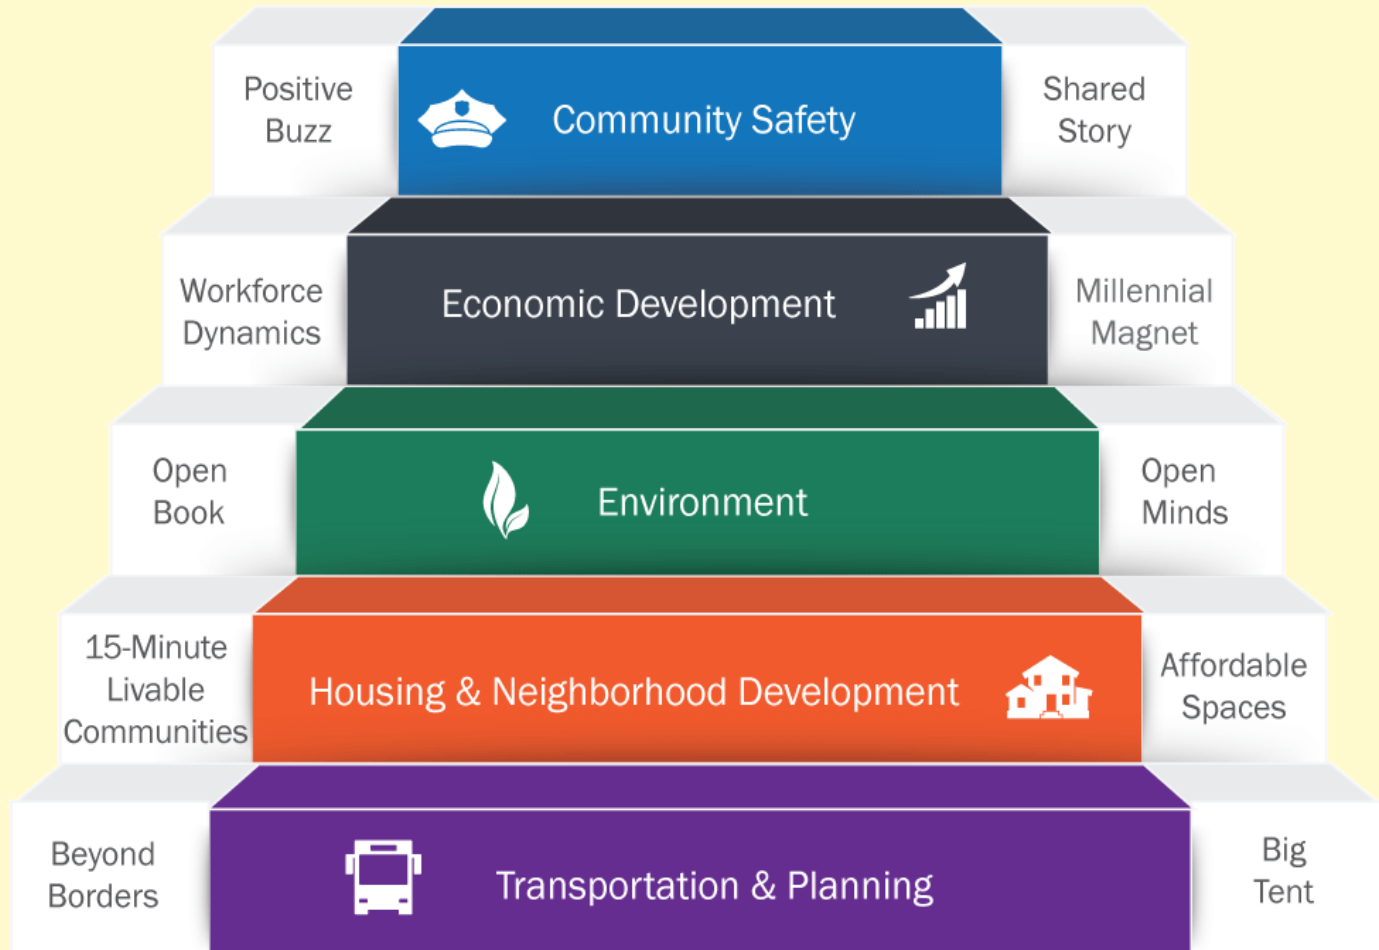 Positive
Buzz
Community Safety
Shared
Story
Workforce
Dynamics
Economic Development
Millennial
Magnet
Open
Book
Environment
Open
Minds
15-Minute
Livable
Communities
Housing & Neighborhood Development
Affordable
Spaces
Beyond
Borders
Transportation & Planning
Big
Tent